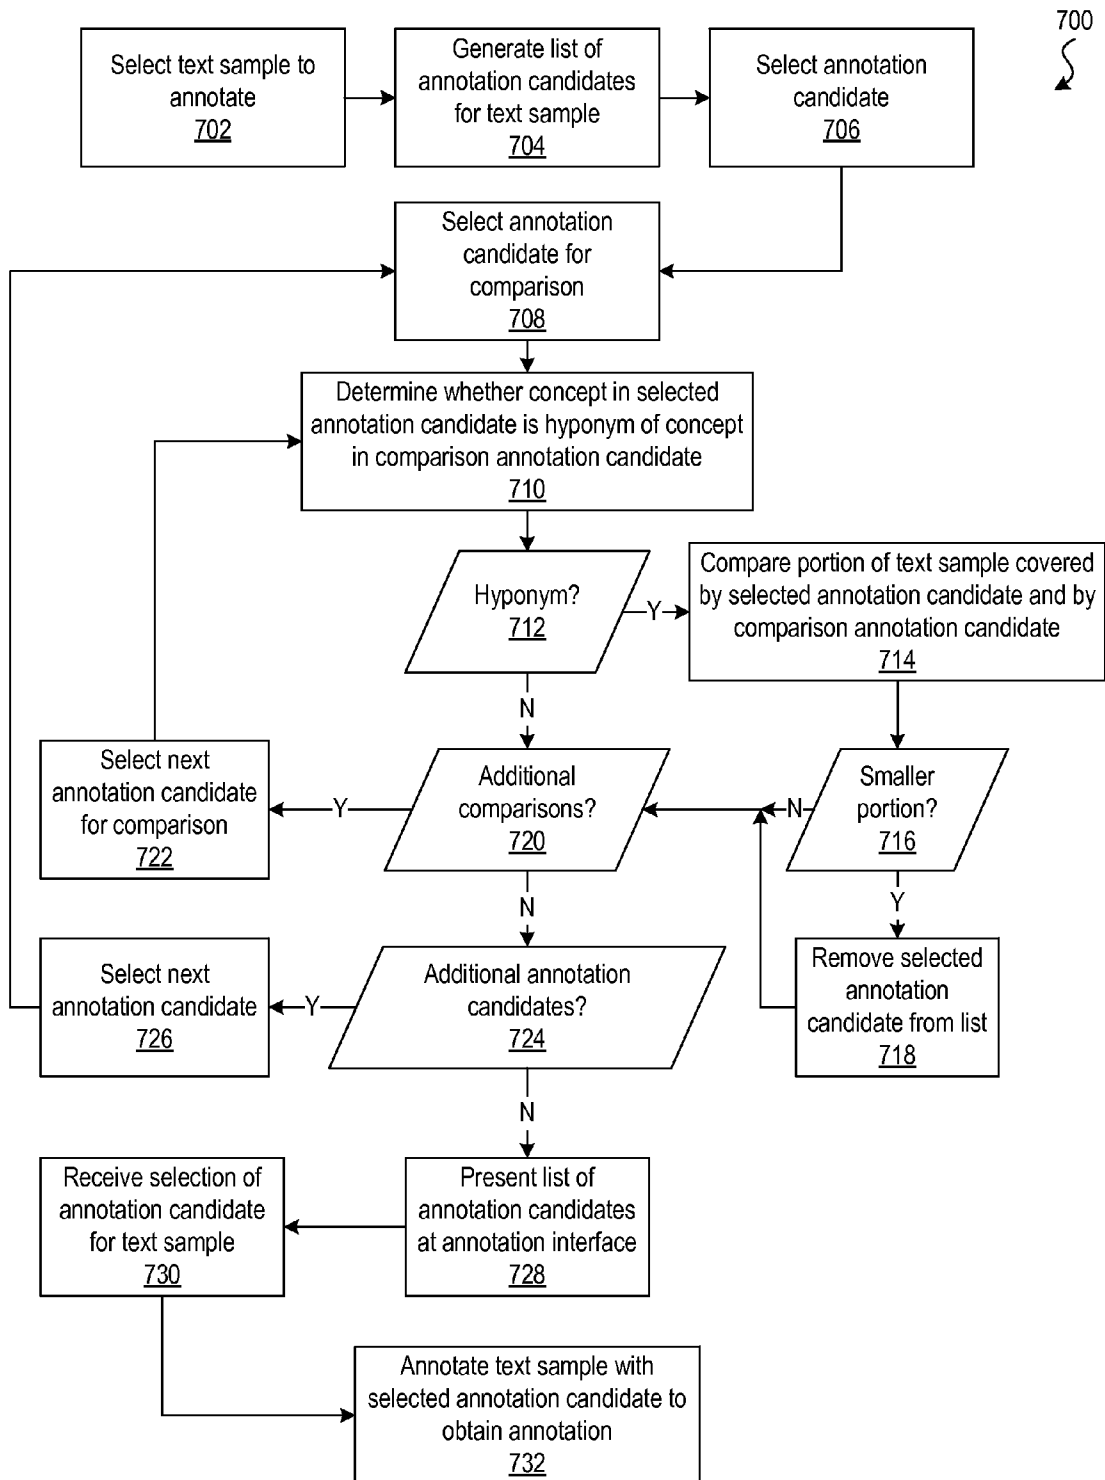 700
Select text sample to
annotate
702
Generate list of
annotation candidates
for text sample
704
Select annotation
candidate
706
Select annotation
candidate for
comparison
708
Determine whether concept in selected
annotation candidate is hyponym of concept
in comparison annotation candidate
710
Hyponym?
712
Y
Compare portion of text sample covered
by selected annotation candidate and by
comparison annotation candidate
714
N
Select next
annotation candidate
for comparison
722
Y
Additional
comparisons?
720
N
Smaller
portion?
716
Y
N
Remove selected
annotation
candidate from list
718
Select next
annotation candidate
726
Y
Additional annotation
candidates?
724
N
Receive selection of
annotation candidate
for text sample
730
Present list of
annotation candidates
at annotation interface
728
Annotate text sample with
selected annotation candidate to
obtain annotation
732